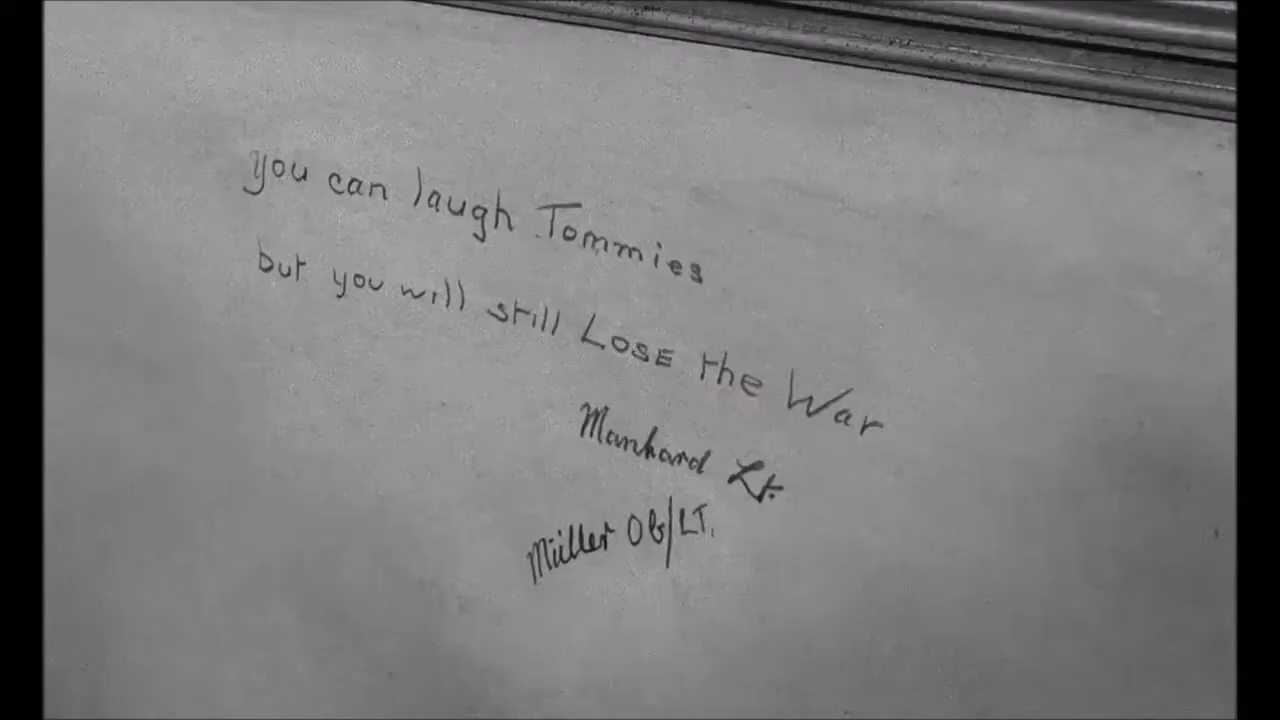 you can laugh Tommies
but you will still LOSE the War
Manhard Lt.
Müller Ob/LT.